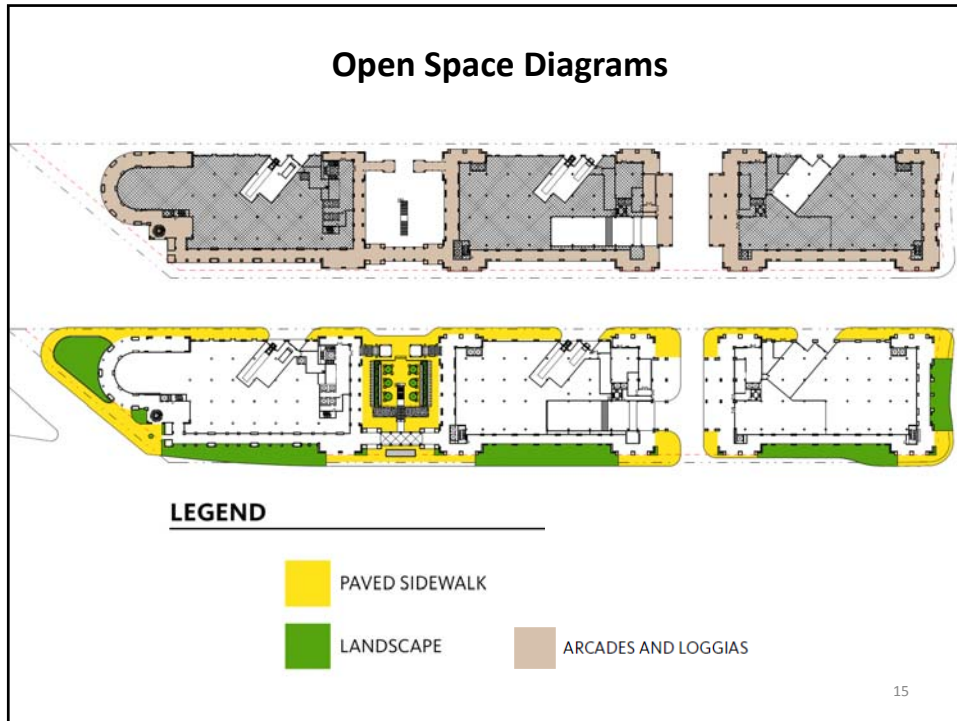 Open Space Diagrams
LEGEND
PAVED SIDEWALK
LANDSCAPE
ARCADES AND LOGGIAS
15